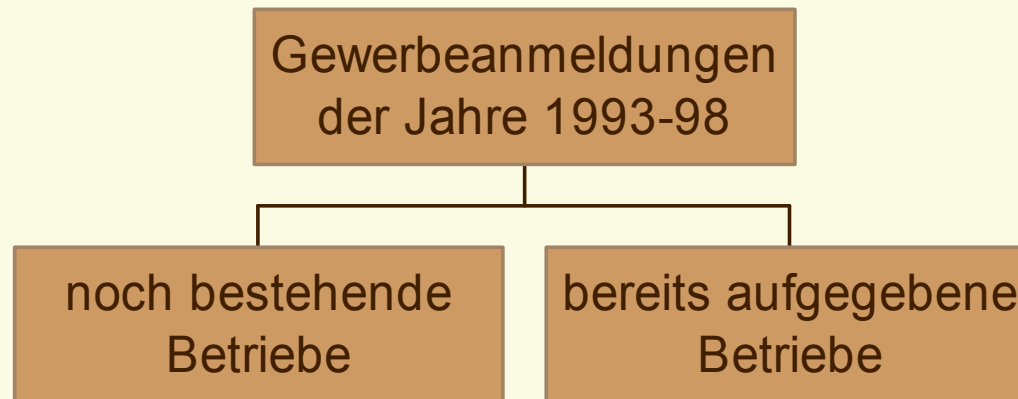 Gewerbeanmeldungen
der Jahre 1993-98
noch bestehende
Betriebe
bereits aufgegebene
Betriebe